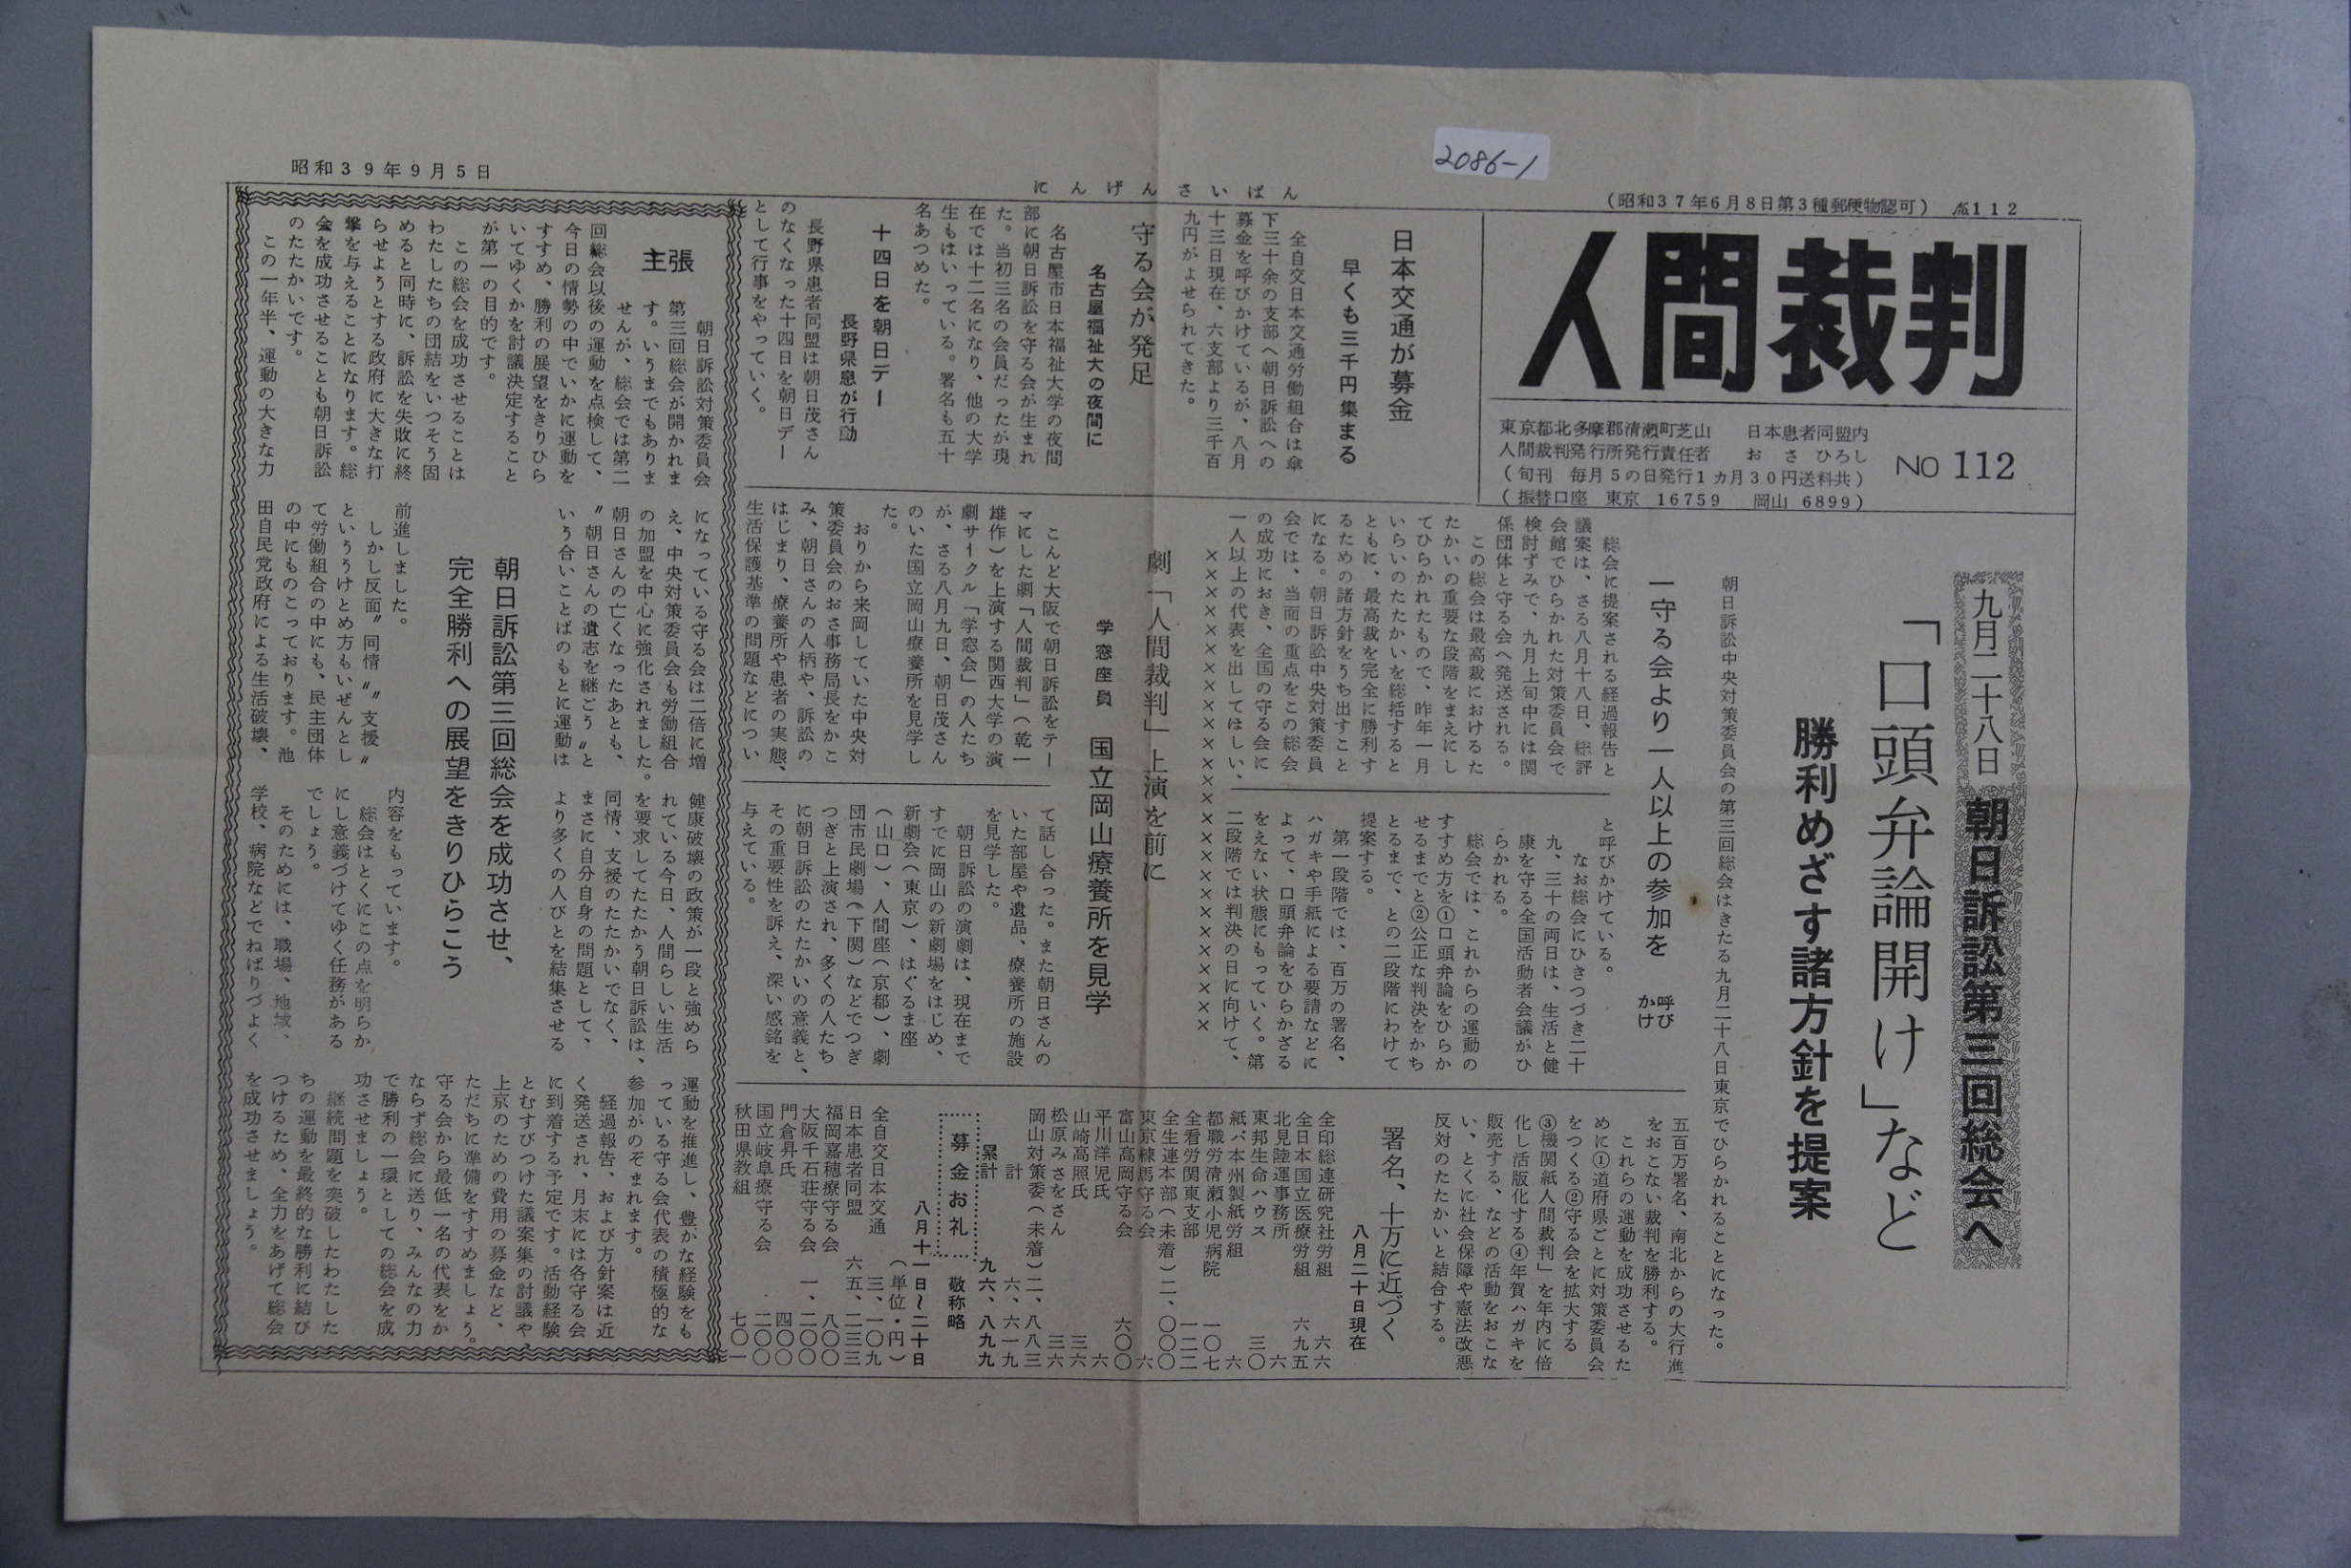 2086-1
(昭和37年6月8日第3種郵便物認可) №112
にんげんさいばん
昭和39年9月5日
人間裁判
東京都北多摩郡清瀬町芝山 日本患者同盟内
人間裁判発行所発行責任者 おさ ひろし
(旬刊 毎月5の日発行1カ月30円送料共)
(振替口座 東京 16759 岡山 6899)
NO 112
九月二十八日 朝日訴訟第三回総会へ
「口頭弁論開け」など
勝利めざす諸方針を提案
朝日訴訟中央対策委員会の第三回総会はきたる九月二十八日東京でひらかれることになった。
一守る会より一人以上の参加を 呼びかけ
総会に提案される経過報告と
議案は、さる八月十八日、総評
会館でひらかれた対策委員会で
検討ずみで、九月上旬中には関
係団体と守る会へ発送される。
この総会は最高裁におけるた
たかいの重要な段階をまえにし
てひらかれたもので、昨年一月
いらいのたたかいを総括すると
ともに、最高裁を完全に勝利す
るための諸方針をうち出すこと
になる。朝日訴訟中央対策委員
会では、当面の重点をこの総会
の成功におき、全国の守る会に
一人以上の代表を出してほしい、
と呼びかけている。
なお総会にひきつづき二十
九、三十の両日は、生活と健
康を守る全国活動者会議がひ
らかれる。
総会では、これからの運動の
すすめ方を①口頭弁論をひらか
せるまでと②公正な判決をかち
とるまで、との二段階にわけて
提案する。
第一段階では、百万の署名、
ハガキや手紙による要請などに
よって、口頭弁論をひらかざる
をえない状態にもっていく。第
二段階では判決の日に向けて、
五百万署名、南北からの大行進
をおこない裁判を勝利する。
これらの運動を成功させるた
めに①道府県ごとに対策委員会
をつくる②守る会を拡大する
③機関紙人間裁判」を年内に倍
化し活版化する④年賀ハガキを
販売する、などの活動をおこな
い、とくに社会保障や憲法改悪
反対のたたかいと結合する。
日本交通が募金
早くも三千円集まる
全自交日本交通労働組合は傘
下三十余の支部へ朝日訴訟への
募金を呼びかけているが、八月
十三日現在、六支部より三千百
九円がよせられてきた。
守る会が発足
名古屋福祉大の夜間に
名古屋市日本福祉大学の夜間
部に朝日訴訟を守る会が生まれ
た。当初三名の会員だったが現
在では十二名になり、他の大学
生もはいっている。署名も五十
名あつめた。
十四日を朝日デー
長野県患が行動
長野県患者同盟は朝日茂さん
のなくなった十四日を朝日デー
として行事をやっていく。
××××××××××××××××××××××××
劇「人間裁判」上演を前に
学窓座員 国立岡山療養所を見学
こんど大阪で朝日訴訟をテー
マにした劇「人間裁判」(乾一
雄作)を上演する関西大学の演
劇サークル「学窓会」の人たち
が、さる八月九日、朝日茂さん
のいた国立岡山療養所を見学し
た。
おりから来岡していた中央対
策委員会のおさ事務局長をかこ
み、朝日さんの人柄や、訴訟の
はじまり、療養所や患者の実態、
生活保護基準の問題などについ
て話し合った。また朝日さんの
いた部屋や遺品、療養所の施設
を見学した。
朝日訴訟の演劇は、現在まで
すでに岡山の新劇場をはじめ、
新劇会(東京)、はぐるま座
(山口)、人間座(京都)、劇
団市民劇場(下関)などでつぎ
つぎと上演され、多くの人たち
に朝日訴訟のたたかいの意義と、
その重要性を訴え、深い感銘を
与えている。
署名、十万に近づく
八月二十日現在
全印総連研究社労組 六六
全日本国立医療労組 六九五
北見陸運事務所 六
東邦生命ハウス 三〇
紙パ本州製紙労組 六
都職労清瀬小児病院 一〇七
全看労関東支部 一二二
全生連本部(未着)二、〇〇〇
東京練馬守る会 六
富山高岡守る会 六〇〇
平川洋児氏 六
山崎高照氏 三六
松原みさをさん 三六
岡山対策委(未着)二、八八三
計 六、六一九
累計 九六、八九九
募金お礼 敬称略
八月十一日~二十日
(単位・円)
全自交日本交通 三、一〇九
日本患者同盟 六五、二三三
福岡嘉穂療守る会 八〇〇
大阪千石荘守る会 一、二〇〇
門倉昇氏 四〇〇
国立岐阜療守る会 二〇〇
秋田県教組 七〇一
主張
朝日訴訟第三回総会を成功させ、
完全勝利への展望をきりひらこう
朝日訴訟対策委員会
第三回総会が開かれま
す。いうまでもありま
せんが、総会では第二
回総会以後の運動を点検して、
今日の情勢の中でいかに運動を
すすめ、勝利の展望をきりひら
いてゆくかを討議決定すること
が第一の目的です。
この総会を成功させることは
わたしたちの団結をいつそう固
めると同時に、訴訟を失敗に終
らせようとする政府に大きな打
撃を与えることになります。総
会を成功させることも朝日訴訟
のたたかいです。
この一年半、運動の大きな力
になっている守る会は二倍に増
え、中央対策委員会も労働組合
の加盟を中心に強化されました。
朝日さんの亡くなったあとも、
〝朝日さんの遺志を継ごう〟と
いう合いことばのもとに運動は
前進しました。
しかし反面〝同情〟〝支援〟
というけとめ方もいぜんとし
て労働組合の中にも、民主団体
の中にものこっております。池
田自民党政府による生活破壊、
健康破壊の政策が一段と強めら
れている今日、人間らしい生活
を要求してたたかう朝日訴訟は、
同情、支援のたたかいでなく、
まさに自分自身の問題として、
より多くの人びとを結集させる
内容をもっています。
総会はとくにこの点を明らか
にし意義づけてゆく任務がある
でしょう。
そのためには、職場、地域、
学校、病院などでねばりづよく
運動を推進し、豊かな経験をも
っている守る会代表の積極的な
参加がのぞまれます。
経過報告、および方針案は近
く発送され、月末には各守る会
に到着する予定です。活動経験
とむすびつけた議案集の討議や
上京のための費用の募金など、
ただちに準備をすすめましょう。
守る会から最低一名の代表をか
ならず総会に送り、みんなの力
で勝利の一環としての総会を成
功させましょう。
継続問題を突破したわたした
ちの運動を最終的な勝利に結び
つけるため、全力をあげて総会
を成功させましょう。